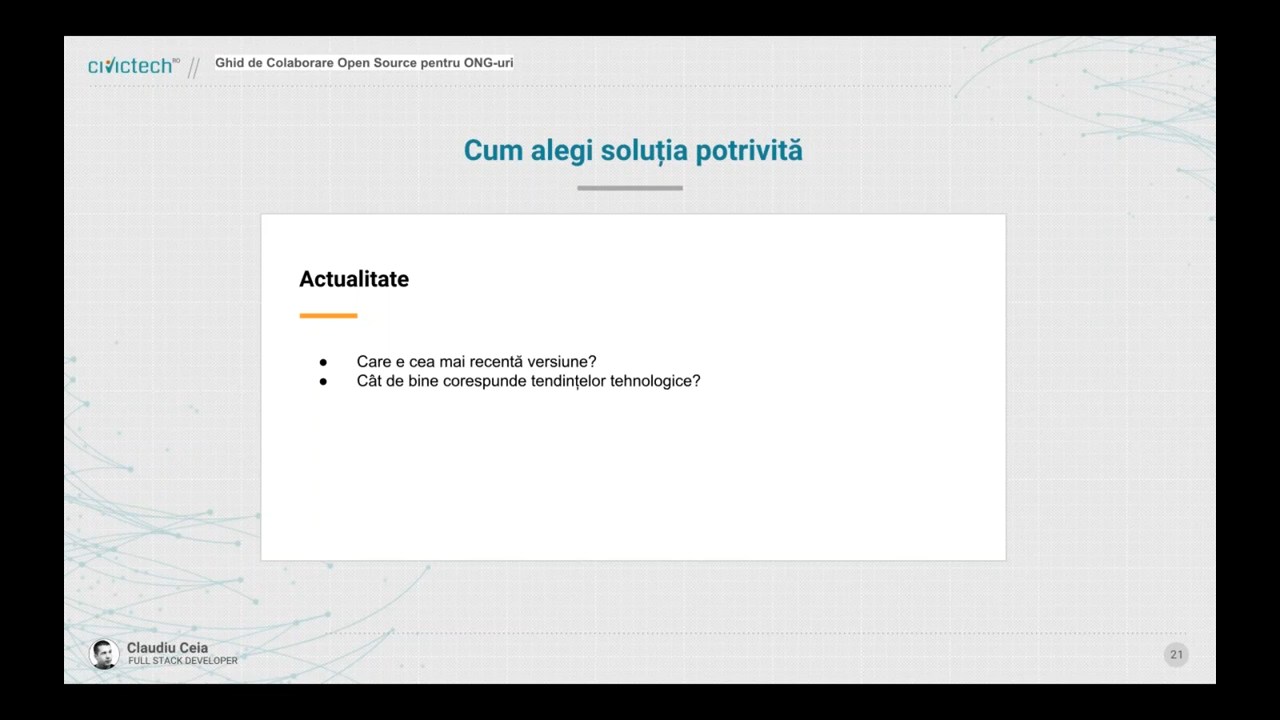 civictech RO // Ghid de Colaborare Open Source pentru ONG-uri
Cum alegi soluția potrivită
Actualitate
● Care e cea mai recentă versiune?
● Cât de bine corespunde tendințelor tehnologice?
Claudiu Ceia
FULL STACK DEVELOPER
21